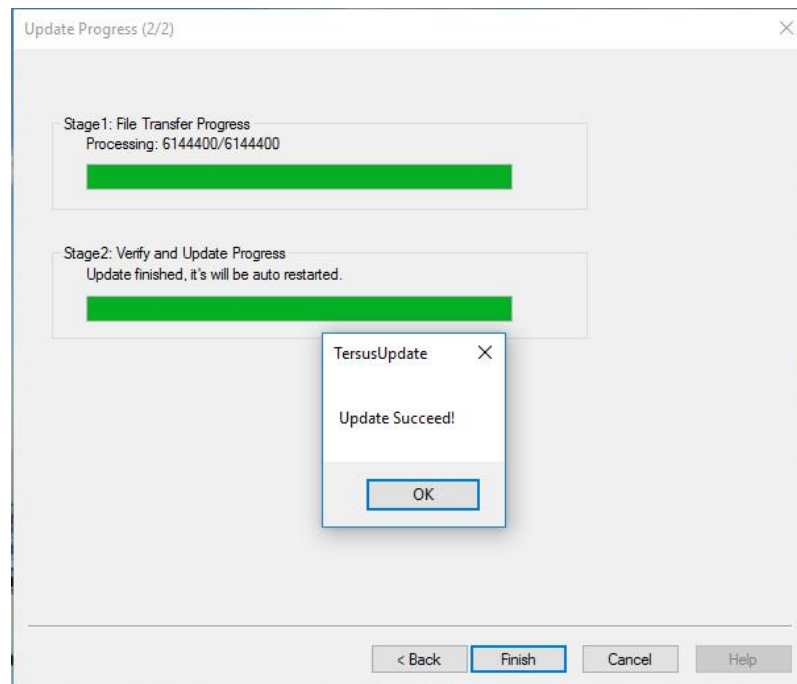 Update Progress (2/2)
Stage1: File Transfer Progress
Processing: 6144400/6144400
Stage2: Verify and Update Progress
Update finished, it's will be auto restarted.
TersusUpdate
Update Succeed!
OK
< Back
Finish
Cancel
Help